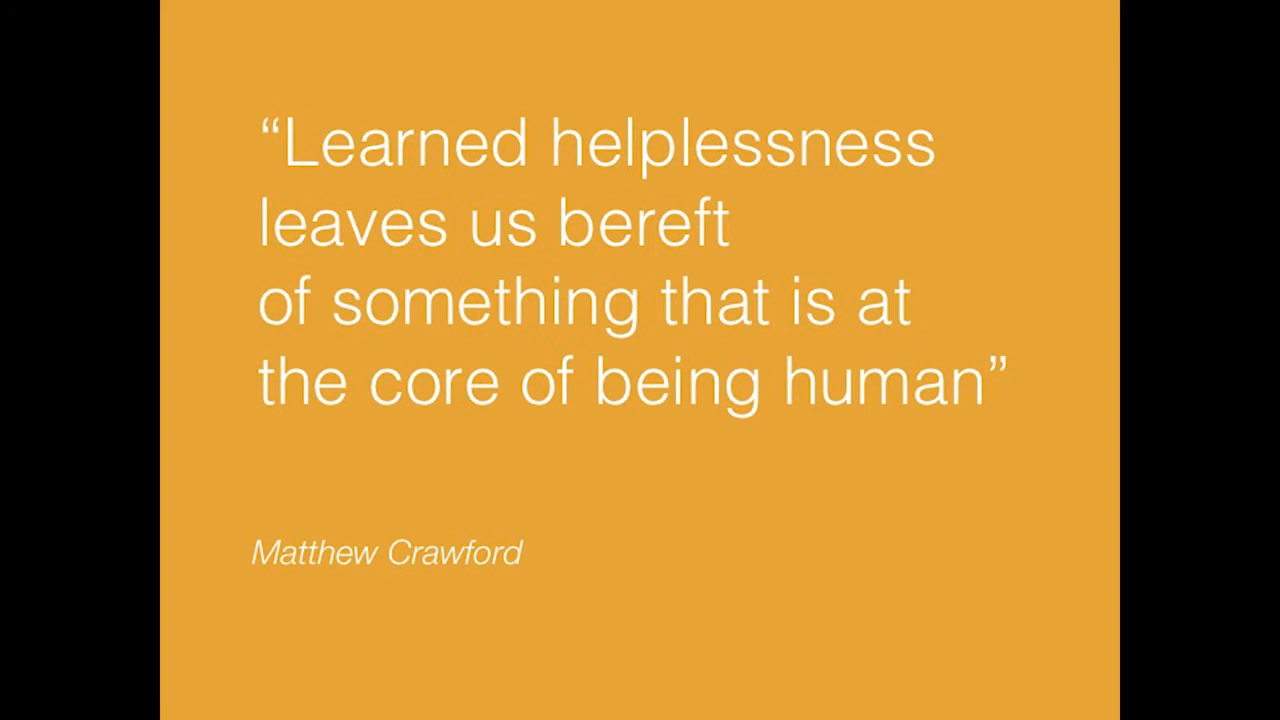 “Learned helplessness
leaves us bereft
of something that is at
the core of being human”
Matthew Crawford